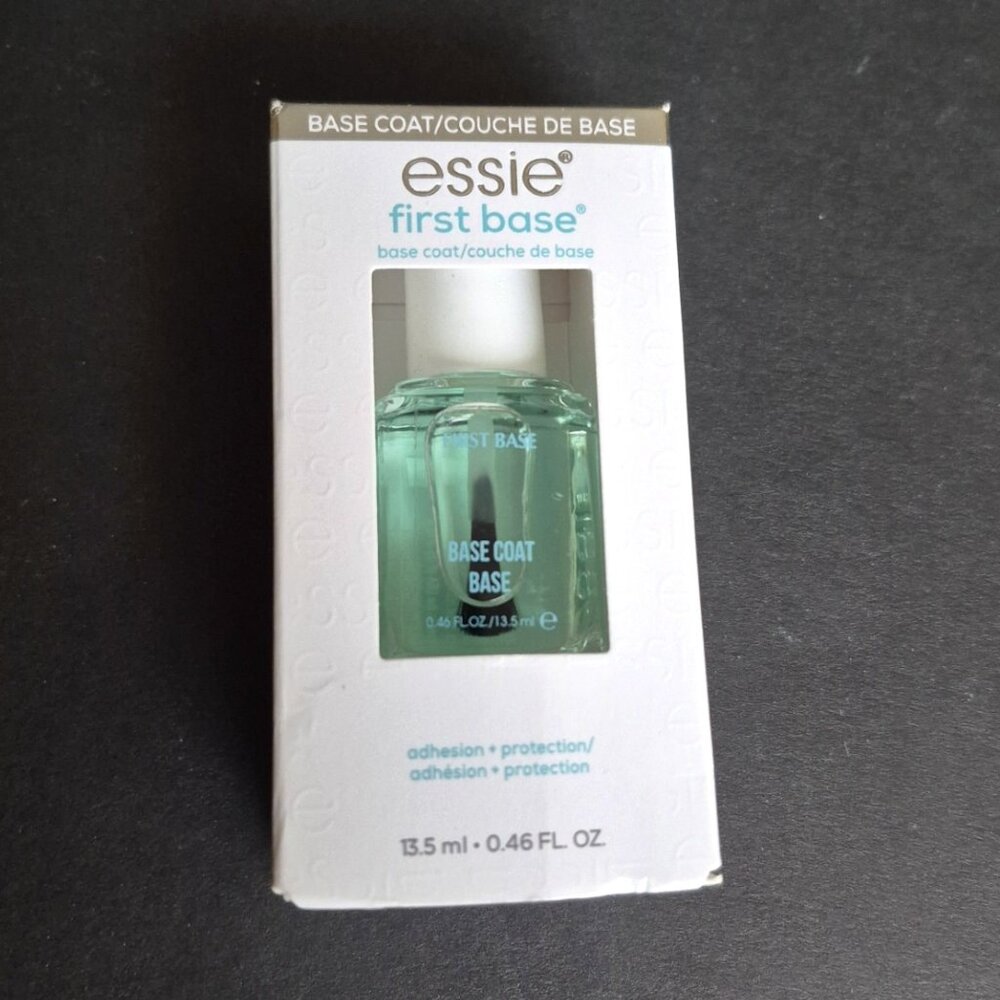 BASE COAT/COUCHE DE BASE
essie®
first base®
base coat/couche de base
FIRST BASE
BASE COAT
BASE
0.46 FL.OZ./13.5 ml ℮
adhesion + protection/
adhésion + protection
13.5 ml • 0.46 FL. OZ.